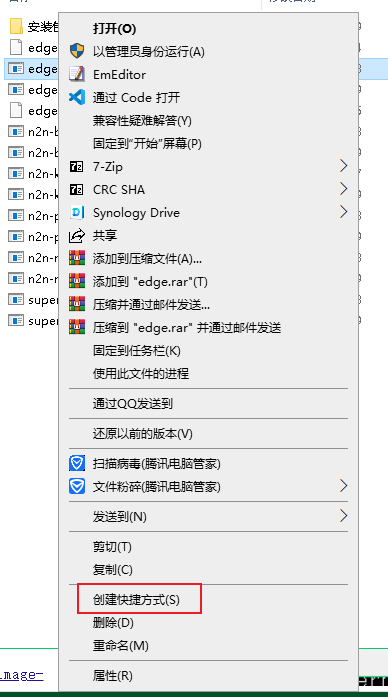 安装包
打开(O)
edge
以管理员身份运行(A)
edge
EmEditor
edge
通过 Code 打开
edge
兼容性疑难解答(Y)
n2n-b
固定到"开始"屏幕(P)
n2n-b
7-Zip
n2n-k
CRC SHA
n2n-k
Synology Drive
n2n-p
共享
n2n-p
添加到压缩文件(A)...
n2n-r
添加到 "edge.rar"(T)
n2n-r
压缩并通过邮件发送...
super
压缩到 "edge.rar" 并通过邮件发送
super
固定到任务栏(K)
使用此文件的进程
通过QQ发送到
还原以前的版本(V)
扫描病毒(腾讯电脑管家)
文件粉碎(腾讯电脑管家)
发送到(N)
剪切(T)
复制(C)
创建快捷方式(S)
删除(D)
重命名(M)
image-
属性(R)